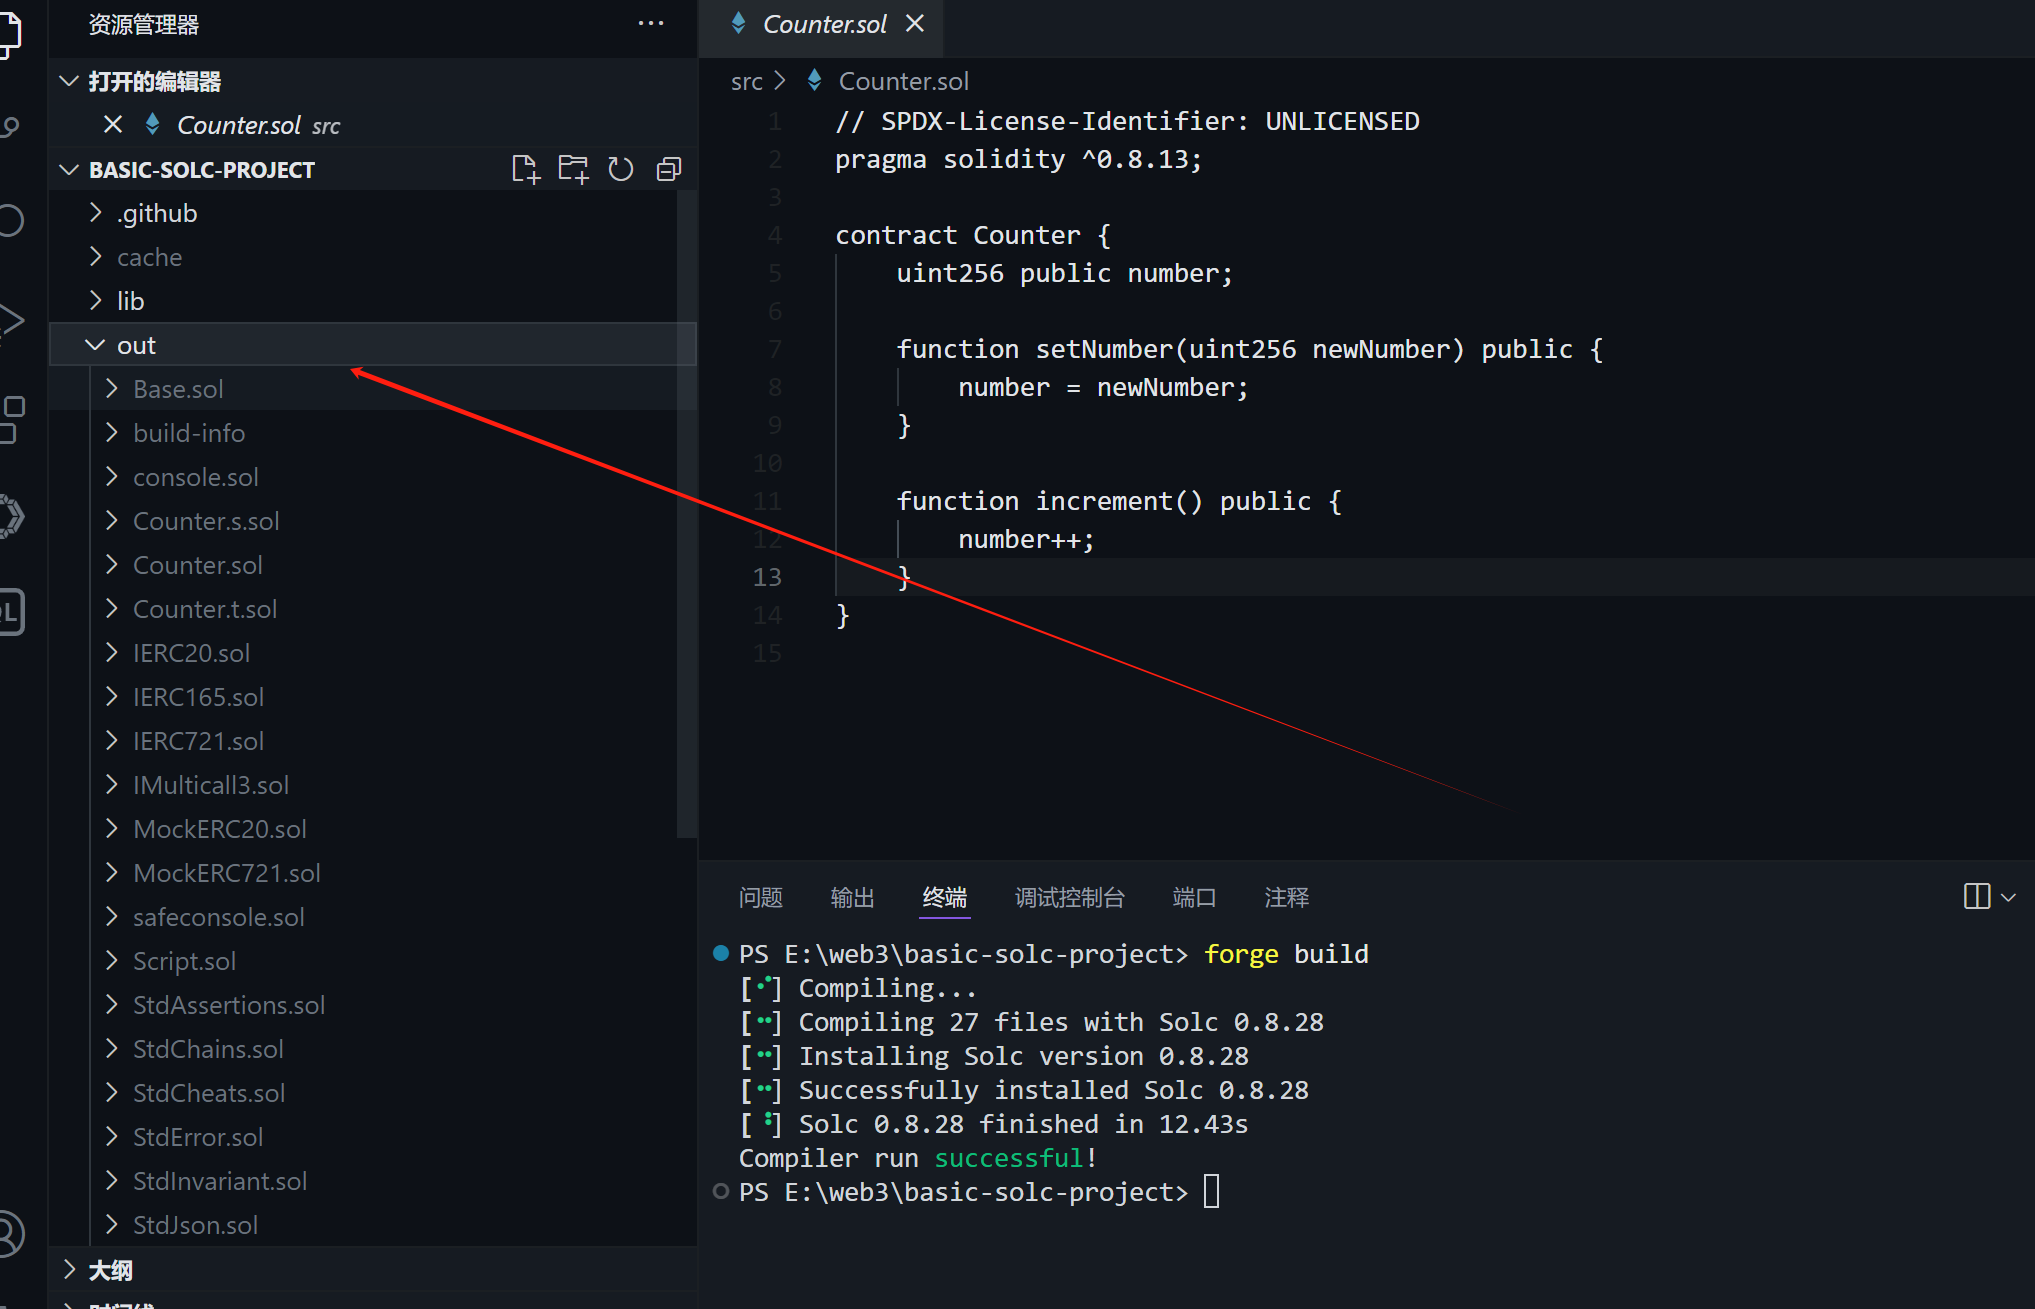 资源管理器
打开的编辑器
Counter.sol src
BASIC-SOLC-PROJECT
.github
cache
lib
out
Base.sol
build-info
console.sol
Counter.s.sol
Counter.sol
Counter.t.sol
IERC20.sol
IERC165.sol
IERC721.sol
IMulticall3.sol
MockERC20.sol
MockERC721.sol
safeconsole.sol
Script.sol
StdAssertions.sol
StdChains.sol
StdCheats.sol
StdError.sol
StdInvariant.sol
StdJson.sol
大纲
时间线
Counter.sol
src > Counter.sol
1 // SPDX-License-Identifier: UNLICENSED
2 pragma solidity ^0.8.13;
3
4 contract Counter {
5 uint256 public number;
6
7 function setNumber(uint256 newNumber) public {
8 number = newNumber;
9 }
10
11 function increment() public {
12 number++;
13 }
14 }
15
问题 输出 终端 调试控制台 端口 注释
PS E:\web3\basic-solc-project> forge build
[⠊] Compiling...
[⠒] Compiling 27 files with Solc 0.8.28
[⠒] Installing Solc version 0.8.28
[⠒] Successfully installed Solc 0.8.28
[⠘] Solc 0.8.28 finished in 12.43s
Compiler run successful!
PS E:\web3\basic-solc-project>